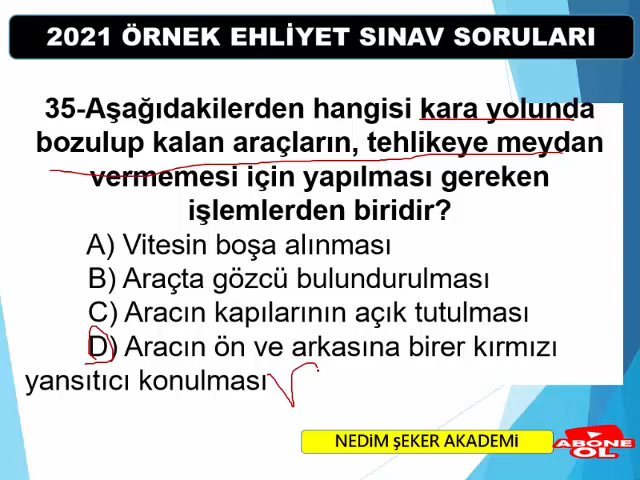 2021 ÖRNEK EHLİYET SINAV SORULARI
35-Aşağıdakilerden hangisi kara yolunda
bozulup kalan araçların, tehlikeye meydan
vermemesi için yapılması gereken
işlemlerden biridir?
A) Vitesin boşa alınması
B) Araçta gözcü bulundurulması
C) Aracın kapılarının açık tutulması
D) Aracın ön ve arkasına birer kırmızı
yansıtıcı konulması
NEDİM ŞEKER AKADEMİ
ABONE
OL